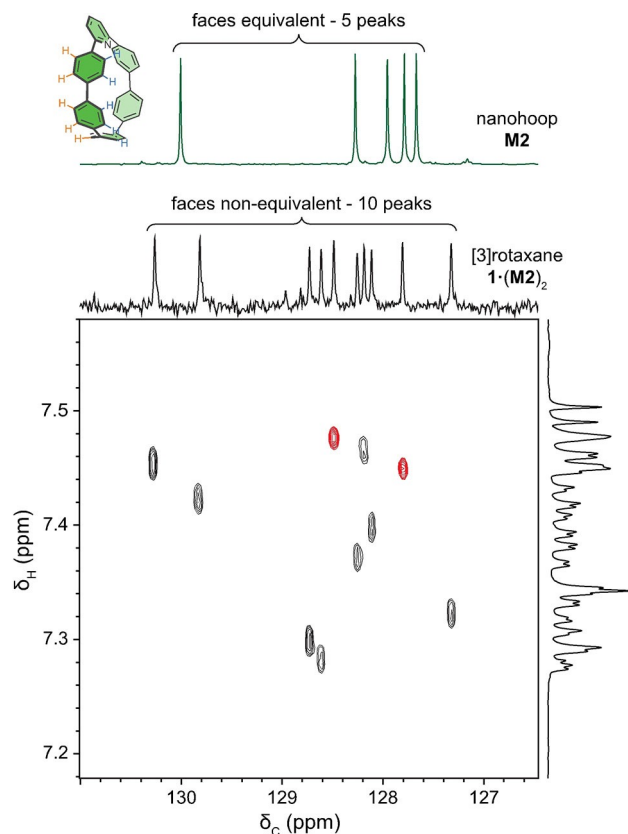 faces equivalent - 5 peaks
N
H H
H H
H H
H H
H H
nanohoop
M2
faces non-equivalent - 10 peaks
[3]rotaxane
1·(M2)₂
7.5
7.4
7.3
7.2
δH (ppm)
130 129 128 127
δC (ppm)